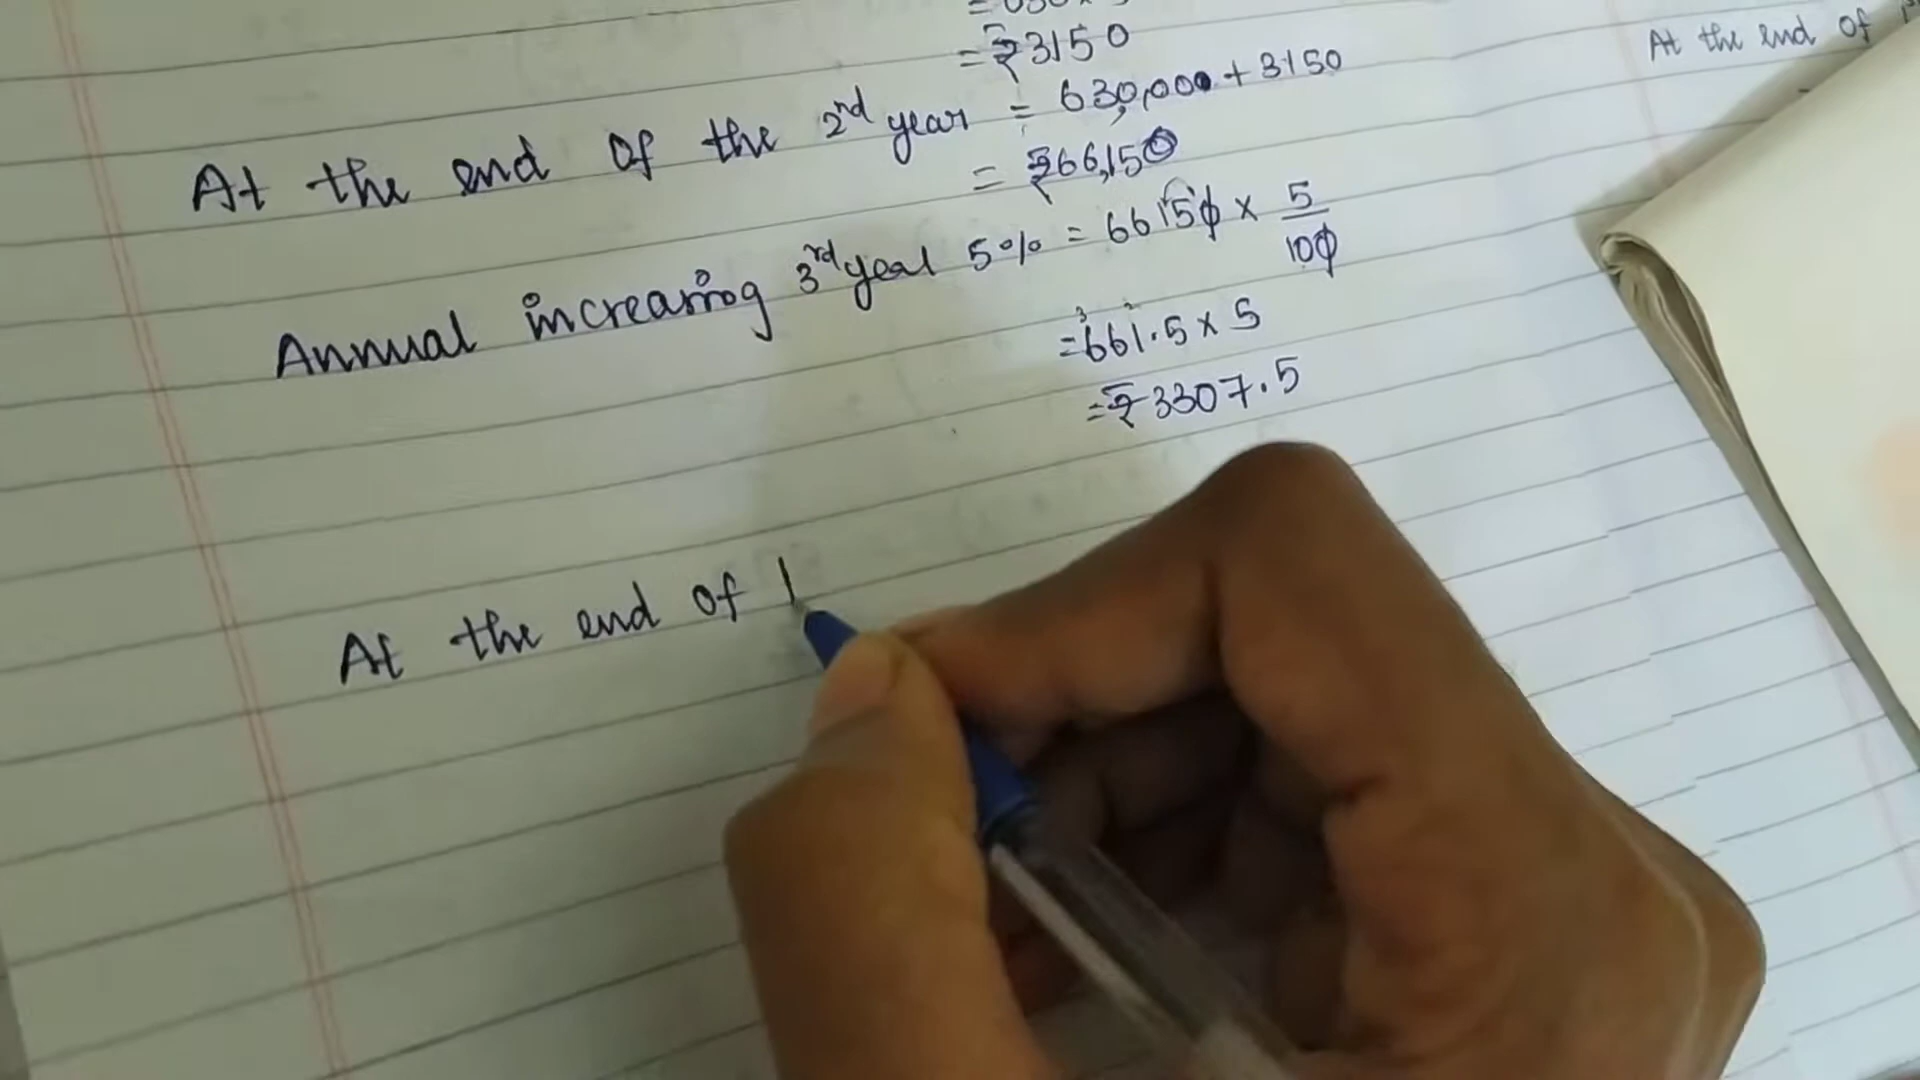 = ₹3150
At the end of the 2nd year = 630,000 + 3150
= ₹66,150
Annual increasing 3rd year 5% = 66150 × 5/100
= 661.5 × 5
= ₹3307.5
At the end of
At the end of